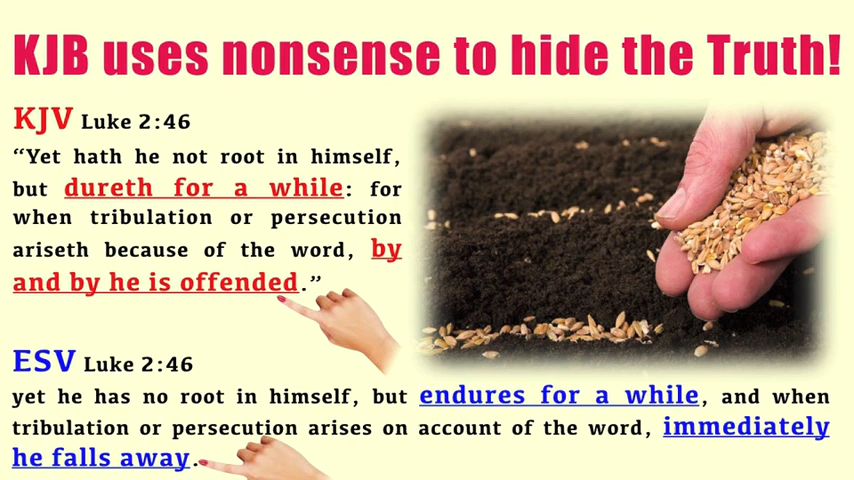 KJB uses nonsense to hide the Truth!
KJV Luke 2:46
“Yet hath he not root in himself,
but dureth for a while: for
when tribulation or persecution
ariseth because of the word, by
and by he is offended.”
ESV Luke 2:46
yet he has no root in himself, but endures for a while, and when
tribulation or persecution arises on account of the word, immediately
he falls away.